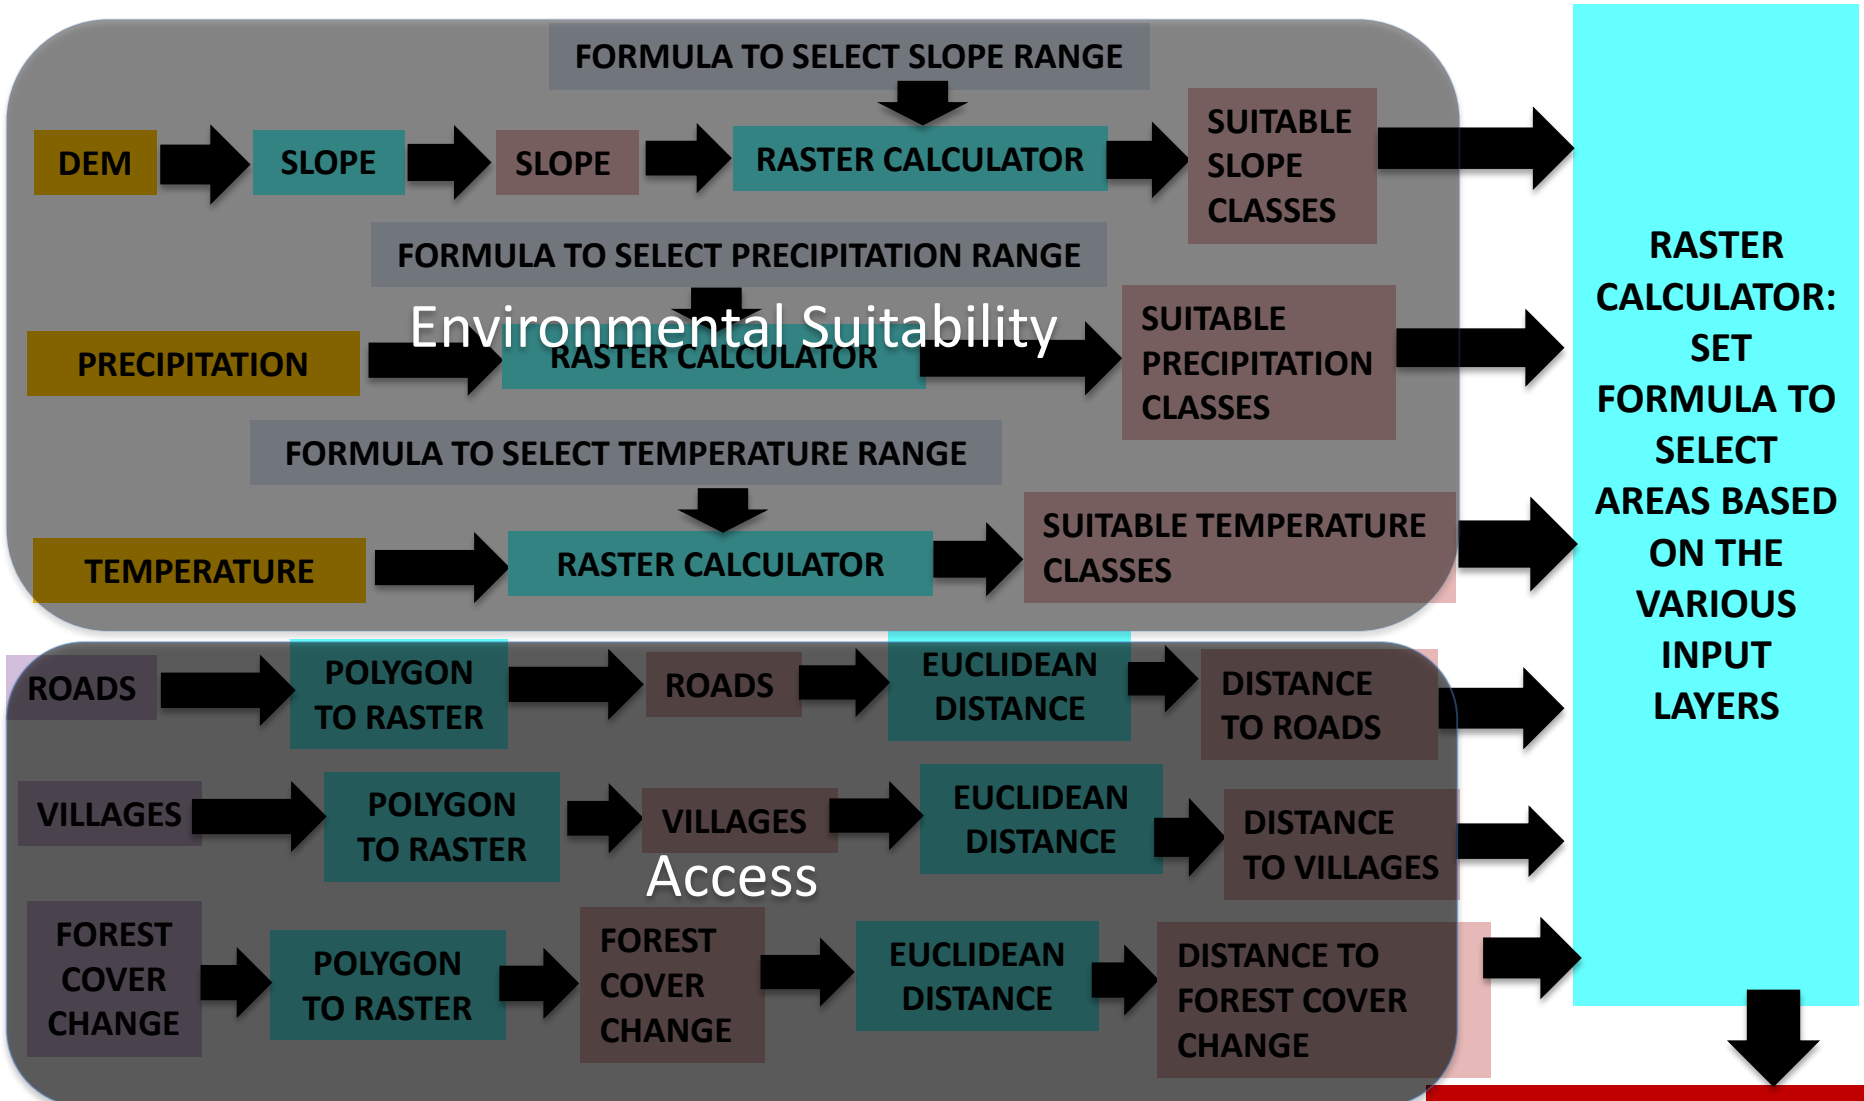 FORMULA TO SELECT SLOPE RANGE
DEM
SLOPE
SLOPE
RASTER CALCULATOR
SUITABLE
SLOPE
CLASSES
FORMULA TO SELECT PRECIPITATION RANGE
Environmental Suitability
PRECIPITATION
RASTER CALCULATOR
SUITABLE
PRECIPITATION
CLASSES
FORMULA TO SELECT TEMPERATURE RANGE
TEMPERATURE
RASTER CALCULATOR
SUITABLE TEMPERATURE
CLASSES
ROADS
POLYGON
TO RASTER
ROADS
EUCLIDEAN
DISTANCE
DISTANCE
TO ROADS
VILLAGES
POLYGON
TO RASTER
VILLAGES
EUCLIDEAN
DISTANCE
DISTANCE
TO VILLAGES
Access
FOREST
COVER
CHANGE
POLYGON
TO RASTER
FOREST
COVER
CHANGE
EUCLIDEAN
DISTANCE
DISTANCE TO
FOREST COVER
CHANGE
RASTER
CALCULATOR:
SET
FORMULA TO
SELECT
AREAS BASED
ON THE
VARIOUS
INPUT
LAYERS